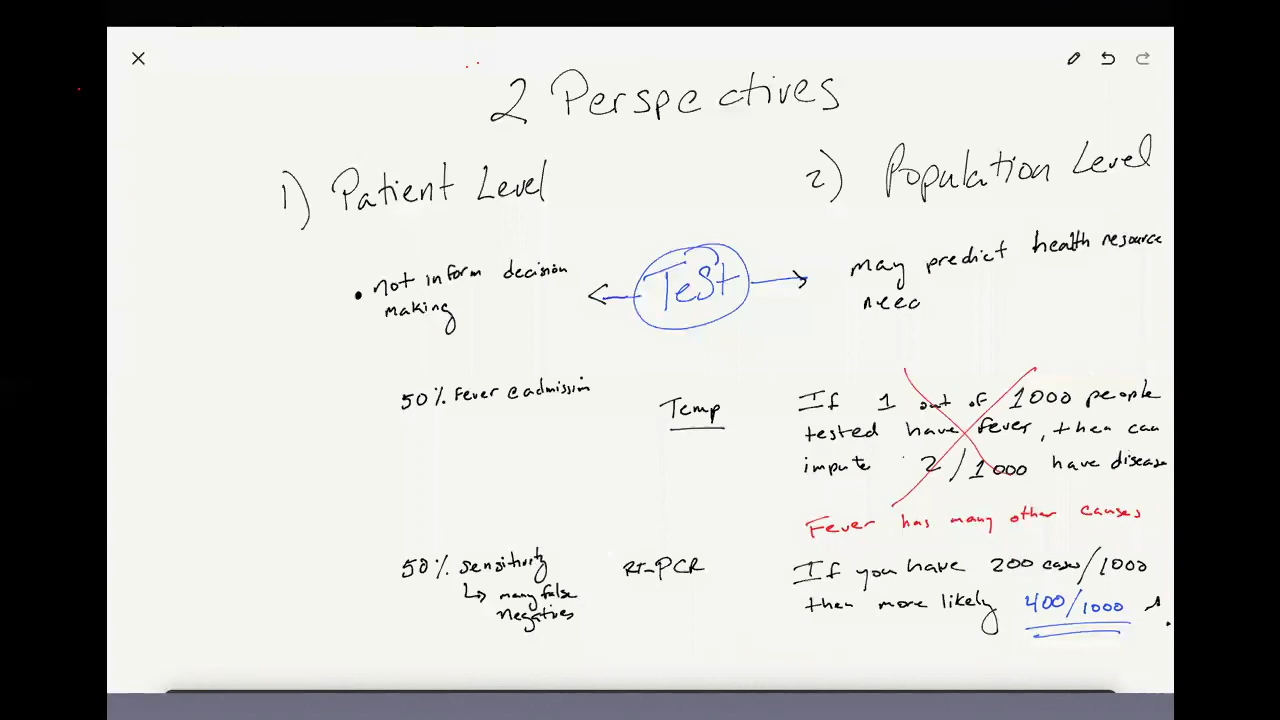 2 Perspectives
1) Patient Level
2) Population Level
• not inform decision
making
Test
may predict health resource
need
50% Fever @ admission
Temp
If 1 out of 1000 people
tested have fever, then can
impute 2/1000 have disease
Fever has many other causes
50% sensitivity
↳ many false
negatives
RT-PCR
If you have 200 cases/1000
then more likely 400/1000